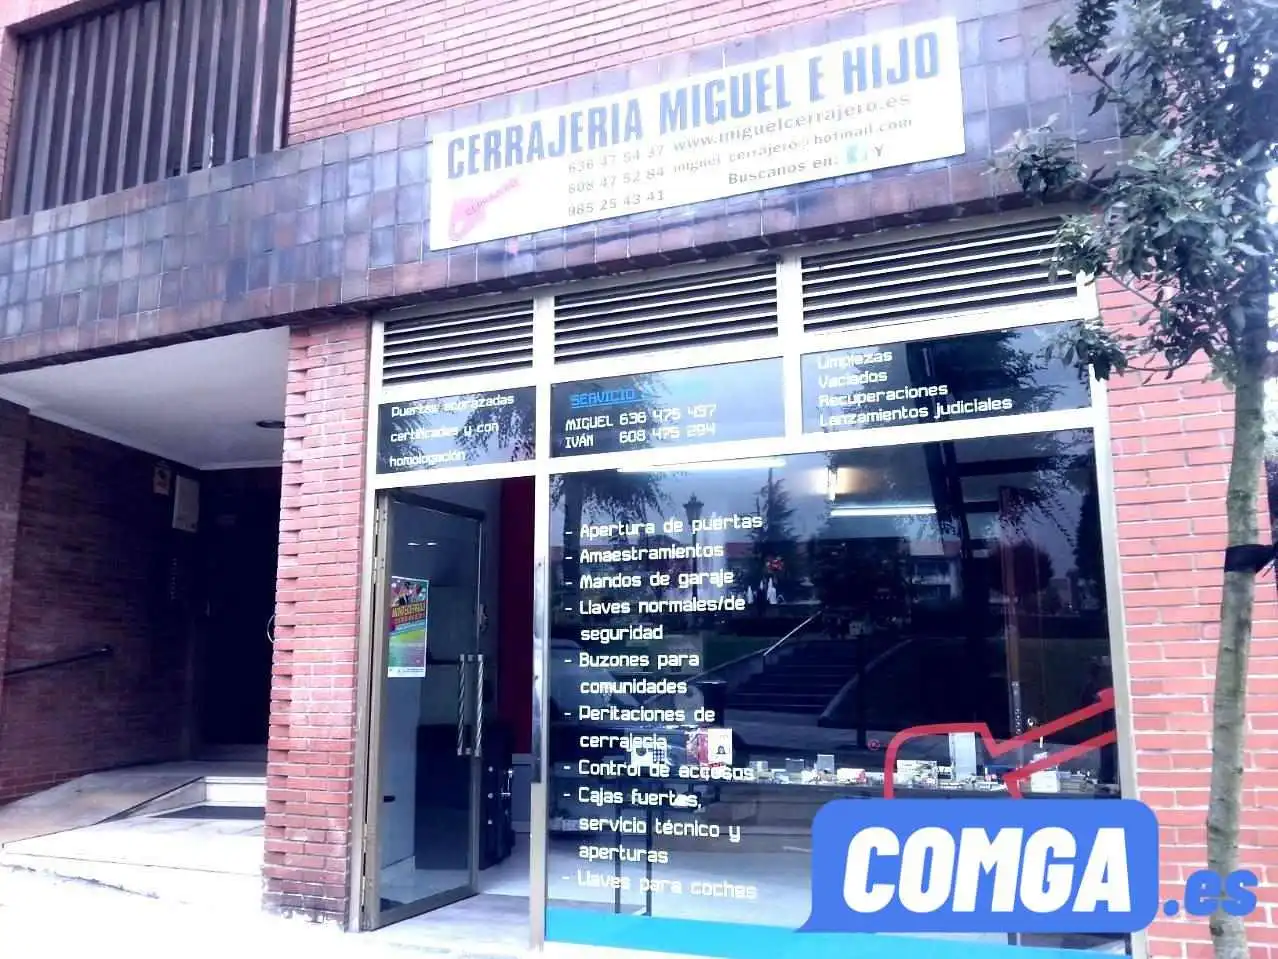 CERRAJERIA MIGUEL E HIJO
636 47 54 37 www.miguelcerrajero.es
608 47 52 84 miguel_cerrajero@hotmail.com
985 25 43 41
Buscanos en: Y
Puertas acorazadas
certificadas y con
homologación
SERVICIO
MIGUEL 636 475 437
IVÁN 608 475 284
Limpiezas
Vaciados
Recuperaciones
Lanzamientos judiciales
- Apertura de puertas
- Amaestramientos
- Mandos de garaje
- Llaves normales/de
seguridad
- Buzones para
comunidades
- Peritaciones de
cerrajeria
- Control de accesos
- Cajas fuertes,
servicio técnico y
aperturas
- Llaves para coches
COMGA.es